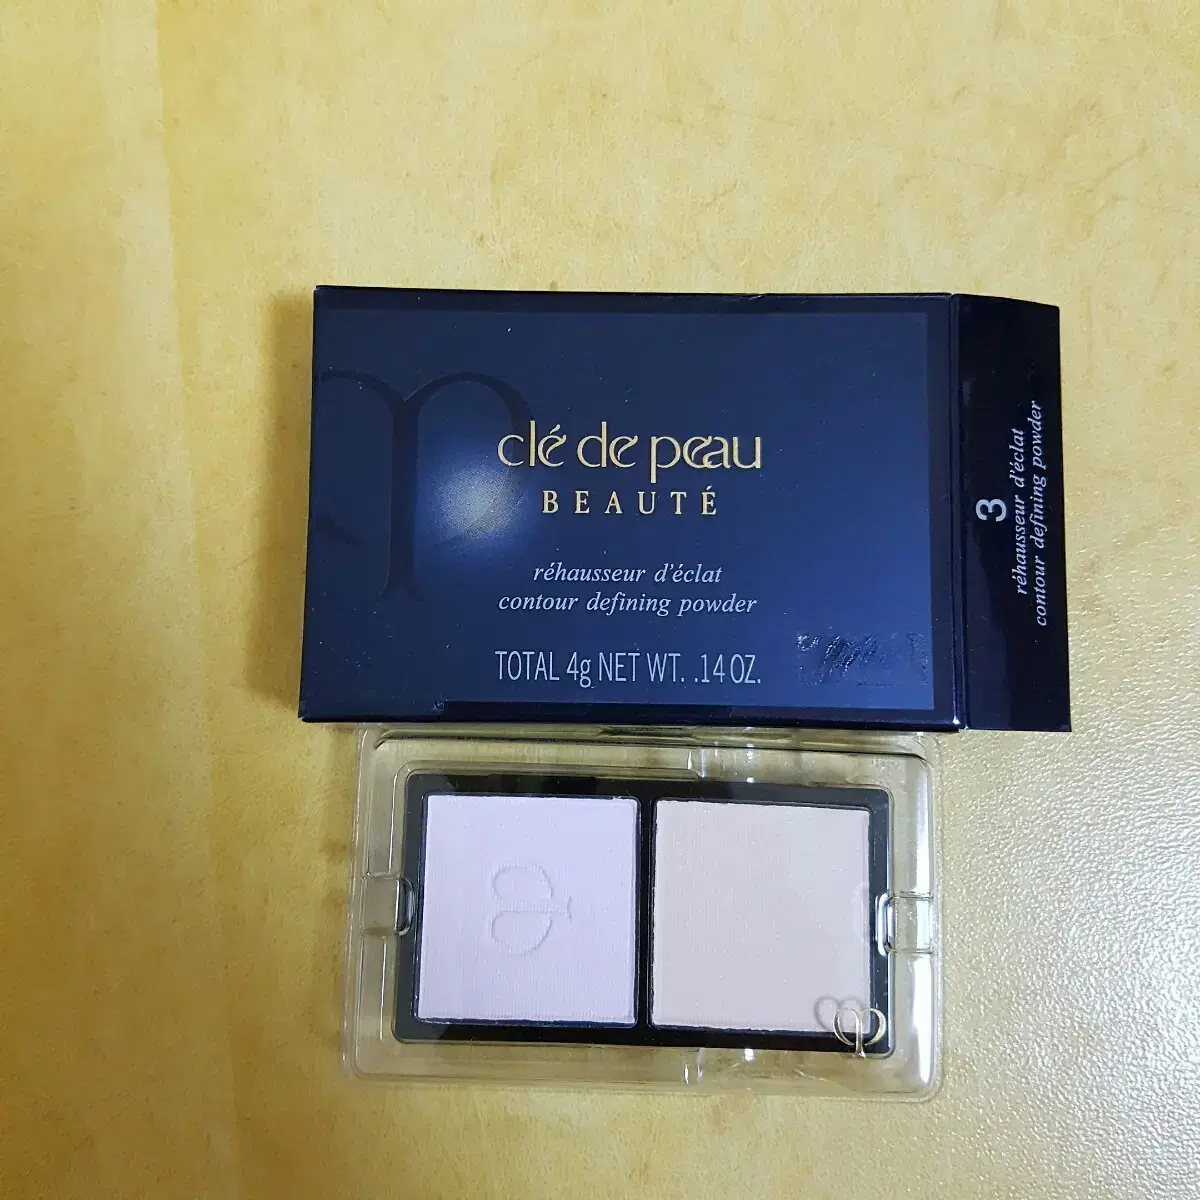 clé de peau
BEAUTÉ
réhausseur d'éclat
contour defining powder
TOTAL 4g NET WT. .14 OZ.
3
réhausseur d'éclat
contour defining powder